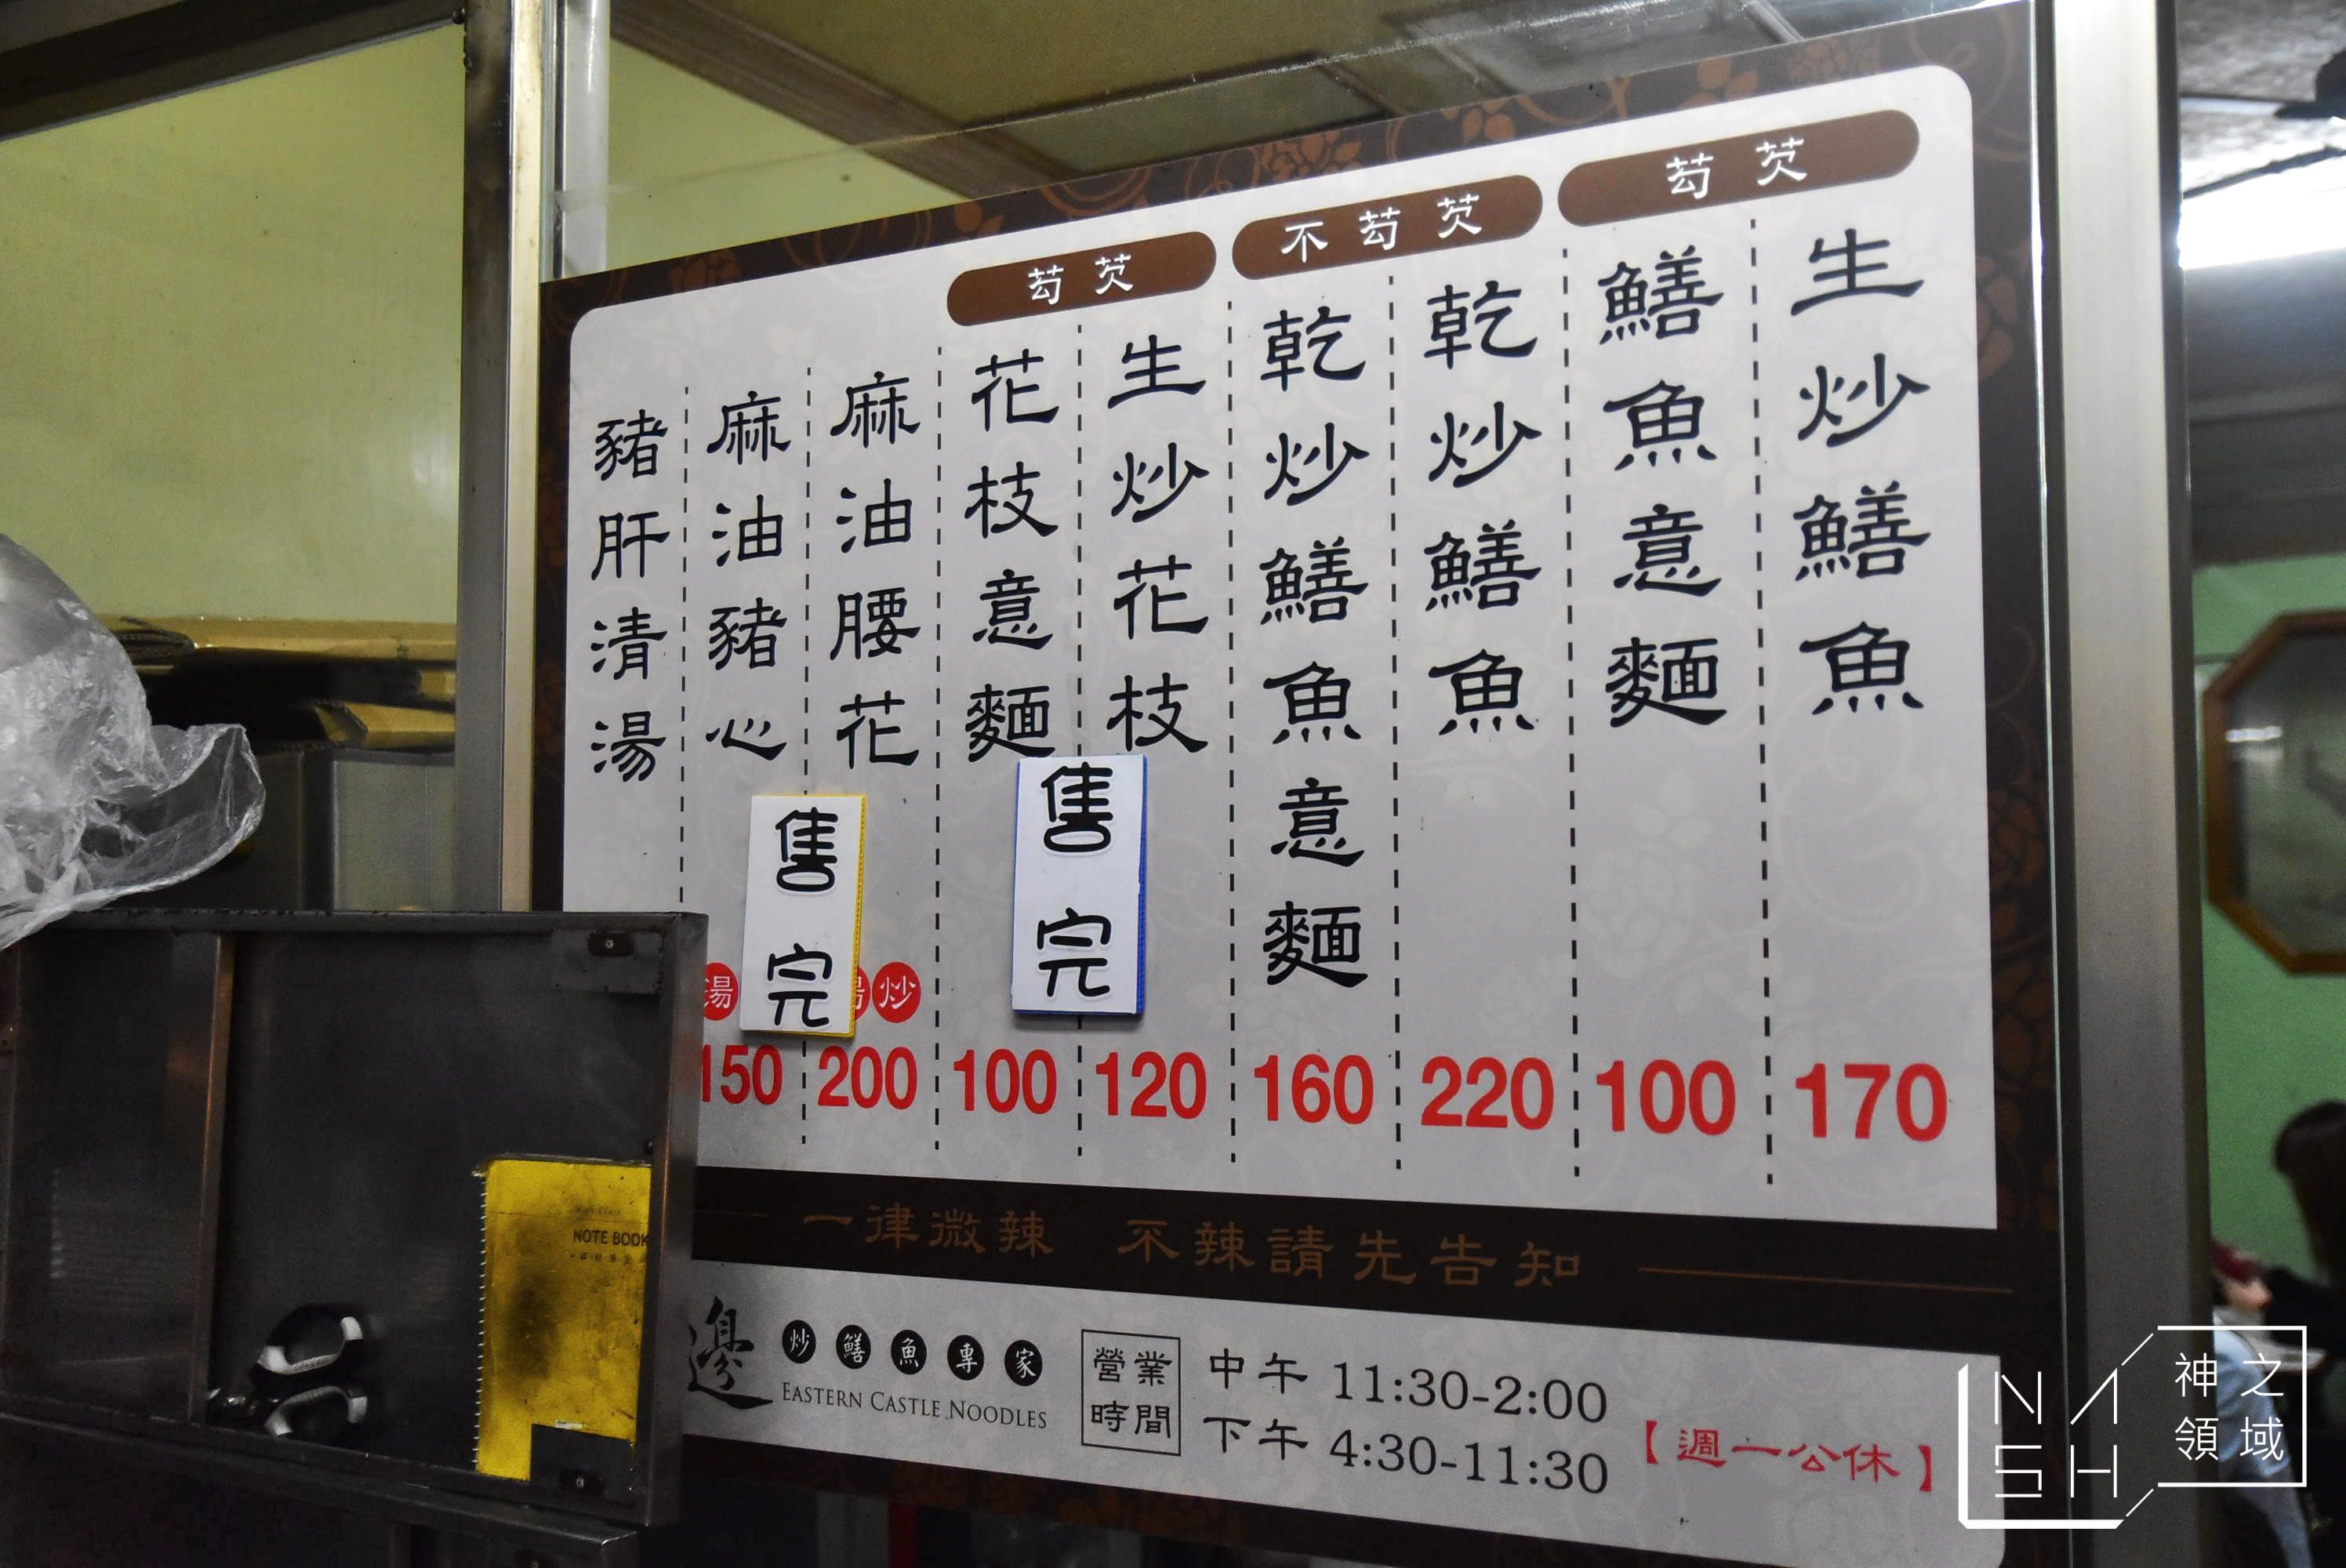 勾芡
生炒鱔魚
170
鱔魚意麵
100
不勾芡
乾炒鱔魚
220
乾炒鱔魚意麵
160
勾芡
生炒花枝
120
花枝意麵
100
售完
麻油腰花
炒
200
麻油豬心
湯
150
售完
豬肝清湯
一律微辣 不辣請先告知
邊
炒鱔魚專家
EASTERN CASTLE NOODLES
營業時間
中午 11:30-2:00
下午 4:30-11:30
【週一公休】
NOTE BOOK
NASH
神之領域